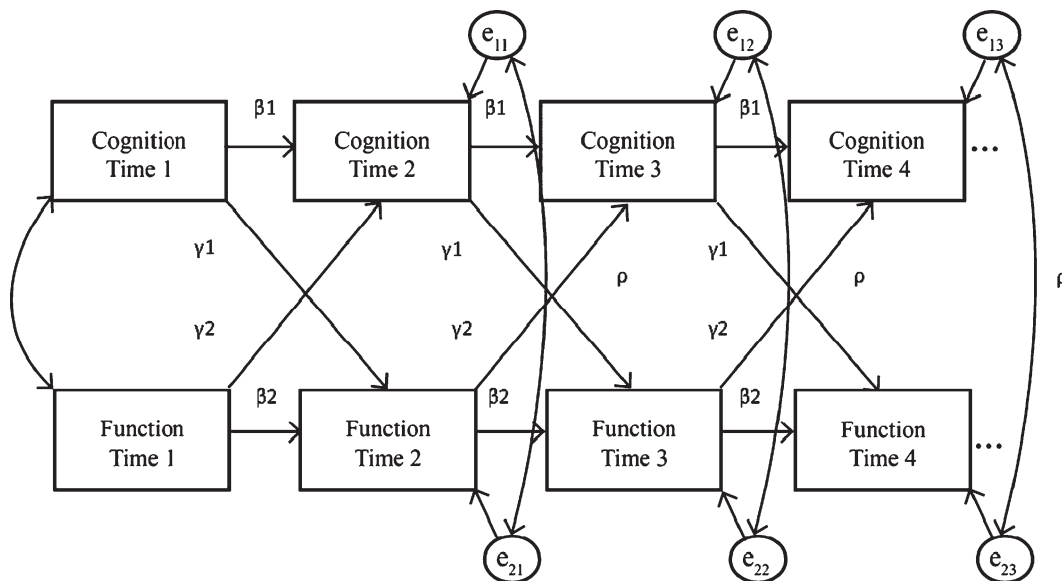 e11
e12
e13
β1
β1
β1
Cognition
Time 1
Cognition
Time 2
Cognition
Time 3
Cognition
Time 4
...
γ1
γ1
γ1
ρ
ρ
ρ
γ2
γ2
γ2
β2
β2
β2
Function
Time 1
Function
Time 2
Function
Time 3
Function
Time 4
...
e21
e22
e23